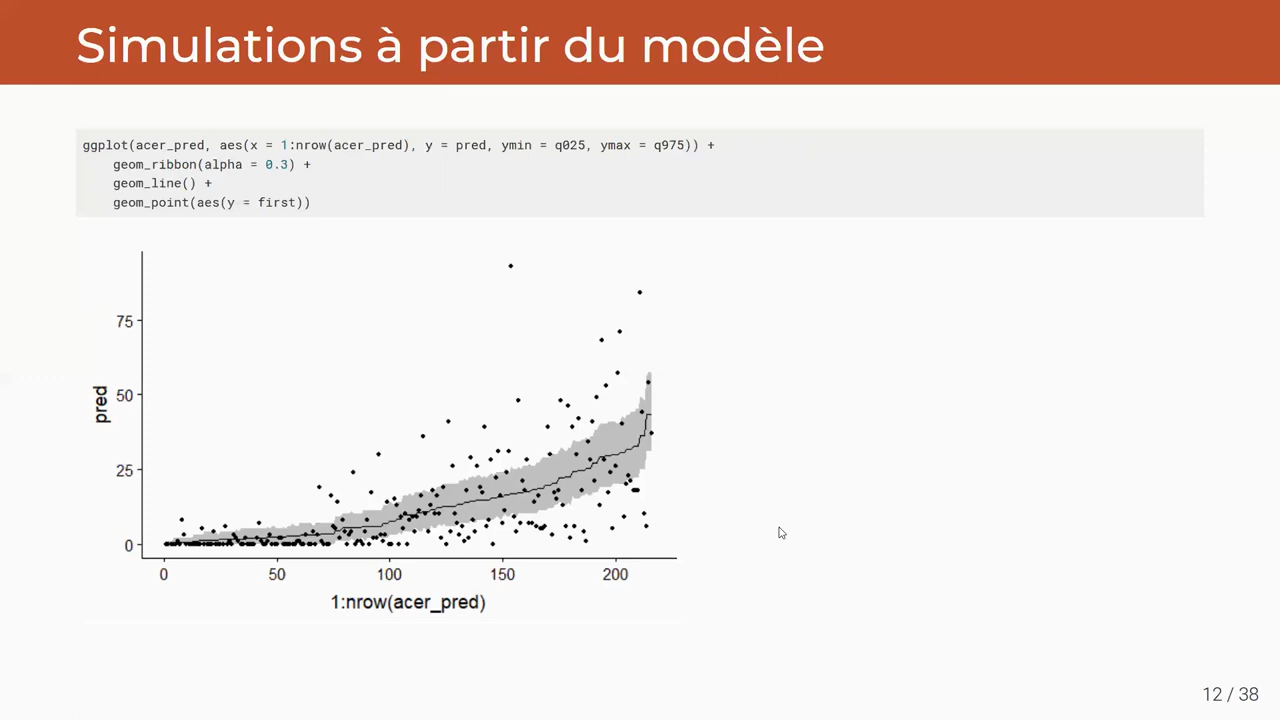 Simulations à partir du modèle
ggplot(acer_pred, aes(x = 1:nrow(acer_pred), y = pred, ymin = q025, ymax = q975)) +
geom_ribbon(alpha = 0.3) +
geom_line() +
geom_point(aes(y = first))
75
50
25
0
pred
0 50 100 150 200
1:nrow(acer_pred)
12 / 38